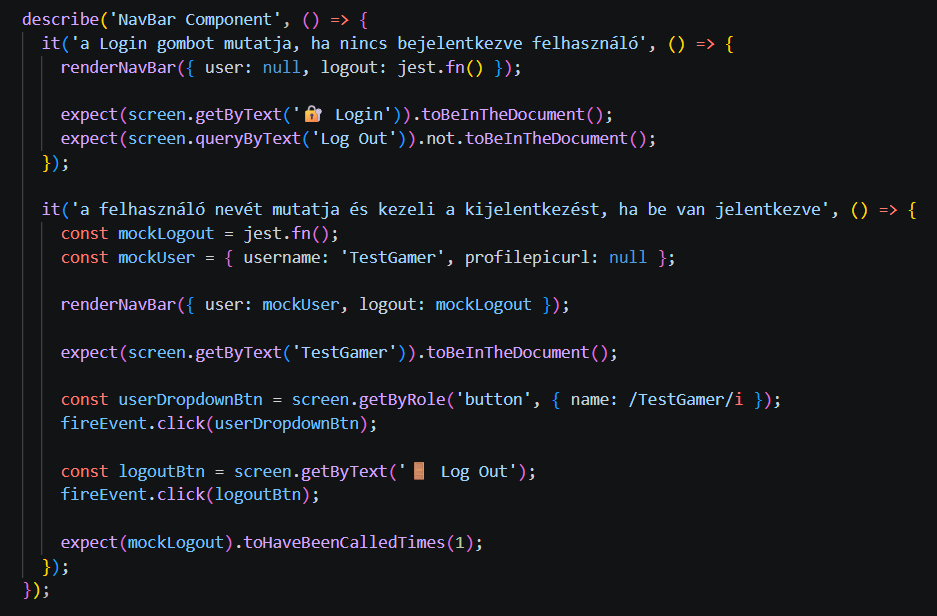 describe('NavBar Component', () => {
it('a Login gombot mutatja, ha nincs bejelentkezve felhasználó', () => {
renderNavBar({ user: null, logout: jest.fn() });
expect(screen.getByText('🔐 Login')).toBeInTheDocument();
expect(screen.queryByText('Log Out')).not.toBeInTheDocument();
});
it('a felhasználó nevét mutatja és kezeli a kijelentkezést, ha be van jelentkezve', () => {
const mockLogout = jest.fn();
const mockUser = { username: 'TestGamer', profilepicurl: null };
renderNavBar({ user: mockUser, logout: mockLogout });
expect(screen.getByText('TestGamer')).toBeInTheDocument();
const userDropdownBtn = screen.getByRole('button', { name: /TestGamer/i });
fireEvent.click(userDropdownBtn);
const logoutBtn = screen.getByText('🚪 Log Out');
fireEvent.click(logoutBtn);
expect(mockLogout).toHaveBeenCalledTimes(1);
});
});